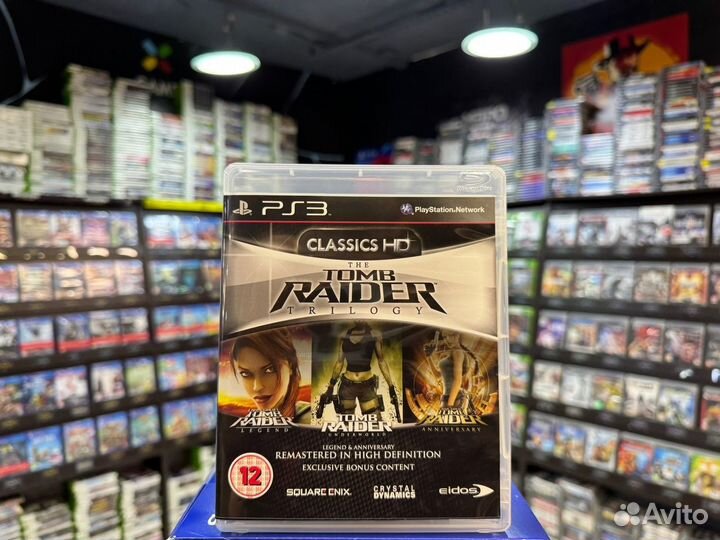 PS3
PlayStation Network
CLASSICS HD
THE
TOMB
RAIDER
TRILOGY
TOMB
RAIDER
LEGEND
TOMB
RAIDER
UNDERWORLD
TOMB
RAIDER
ANNIVERSARY
LEGEND & ANNIVERSARY
REMASTERED IN HIGH DEFINITION
EXCLUSIVE BONUS CONTENT
12
SQUARE ENIX
CRYSTAL
DYNAMICS
eidos
Avito